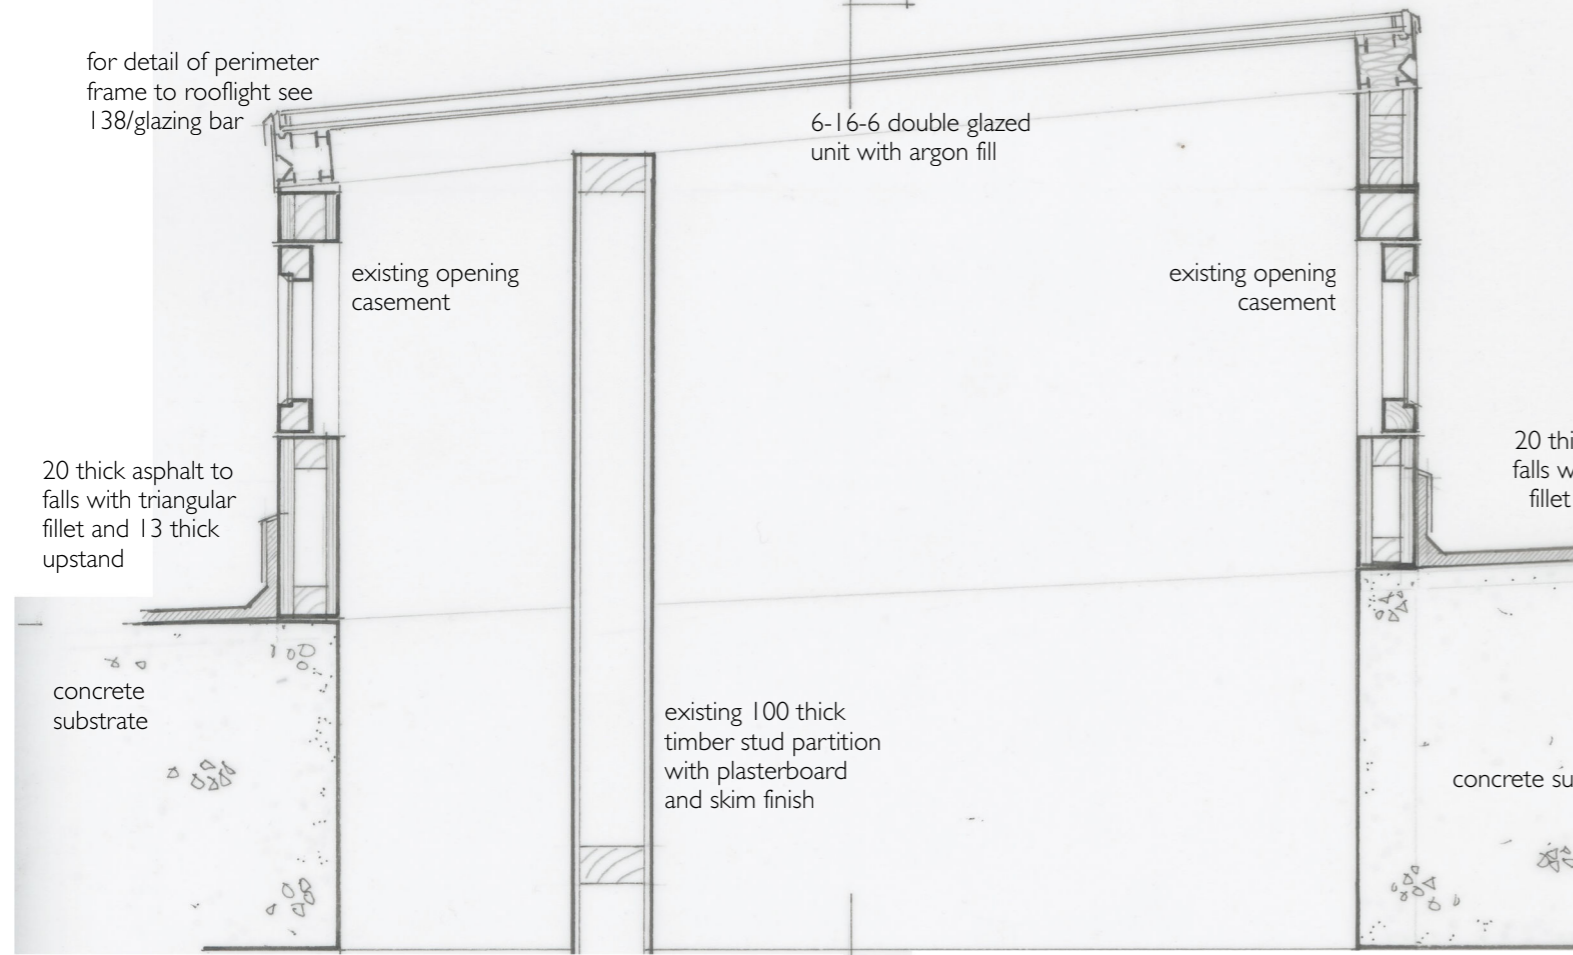 for detail of perimeter
frame to rooflight see
138/glazing bar
6-16-6 double glazed
unit with argon fill
existing opening
casement
existing opening
casement
20 thick asphalt to
falls with triangular
fillet and 13 thick
upstand
20 thi
falls w
fillet
concrete
substrate
existing 100 thick
timber stud partition
with plasterboard
and skim finish
concrete su